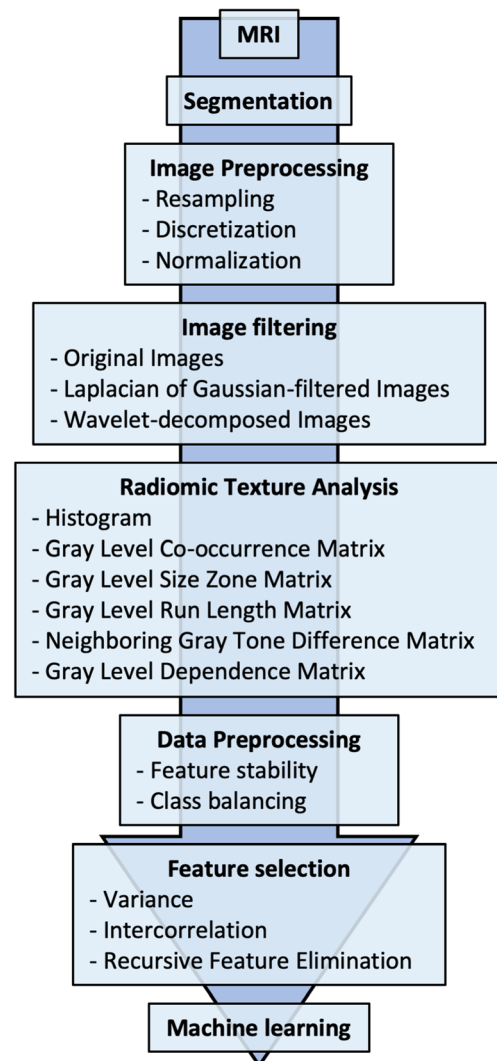 MRI
Segmentation
Image Preprocessing
- Resampling
- Discretization
- Normalization
Image filtering
- Original Images
- Laplacian of Gaussian-filtered Images
- Wavelet-decomposed Images
Radiomic Texture Analysis
- Histogram
- Gray Level Co-occurrence Matrix
- Gray Level Size Zone Matrix
- Gray Level Run Length Matrix
- Neighboring Gray Tone Difference Matrix
- Gray Level Dependence Matrix
Data Preprocessing
- Feature stability
- Class balancing
Feature selection
- Variance
- Intercorrelation
- Recursive Feature Elimination
Machine learning